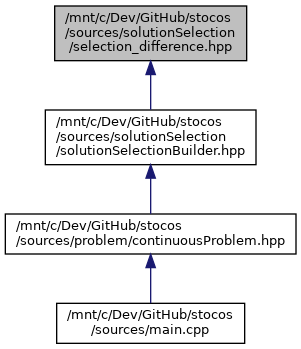 /mnt/c/Dev/GitHub/stocos
/sources/solutionSelection
/selection_difference.hpp
/mnt/c/Dev/GitHub/stocos
/sources/solutionSelection
/solutionSelectionBuilder.hpp
/mnt/c/Dev/GitHub/stocos
/sources/problem/continuousProblem.hpp
/mnt/c/Dev/GitHub/stocos
/sources/main.cpp